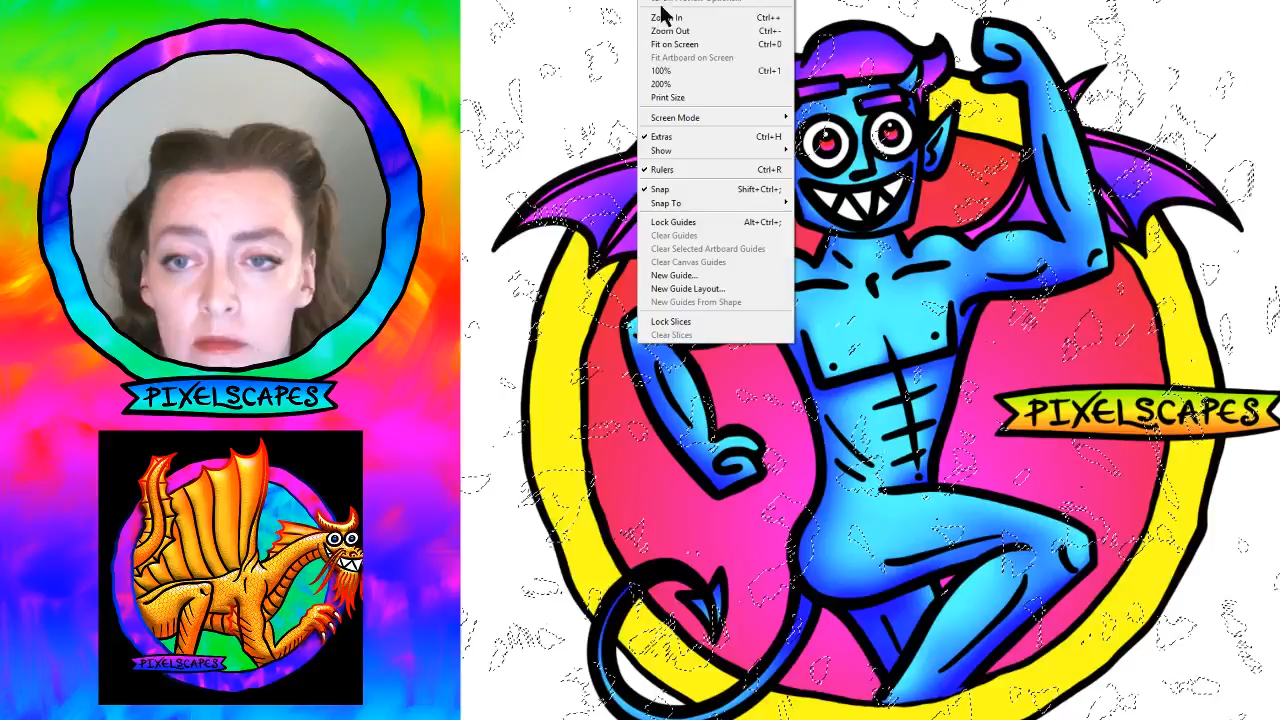 Zoom In Ctrl++
Zoom Out Ctrl+-
Fit on Screen Ctrl+0
Fit Artboard on Screen
100% Ctrl+1
200%
Print Size
Screen Mode
Extras Ctrl+H
Show
Rulers Ctrl+R
Snap Shift+Ctrl+;
Snap To
Lock Guides Alt+Ctrl+;
Clear Guides
Clear Selected Artboard Guides
Clear Canvas Guides
New Guide...
New Guide Layout...
New Guides From Shape
Lock Slices
Clear Slices
PIXELSCAPES
PIXELSCAPES
PIXELSCAPES